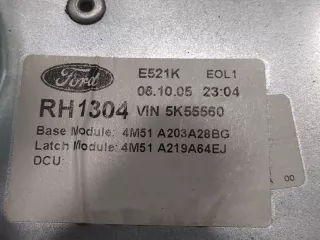 Ford E521K EOL1
06.10.05 23:04
RH1304 VIN 5K55560
Base Module: 4M51 A203A28BG
Latch Module: 4M51 A219A64EJ
DCU: